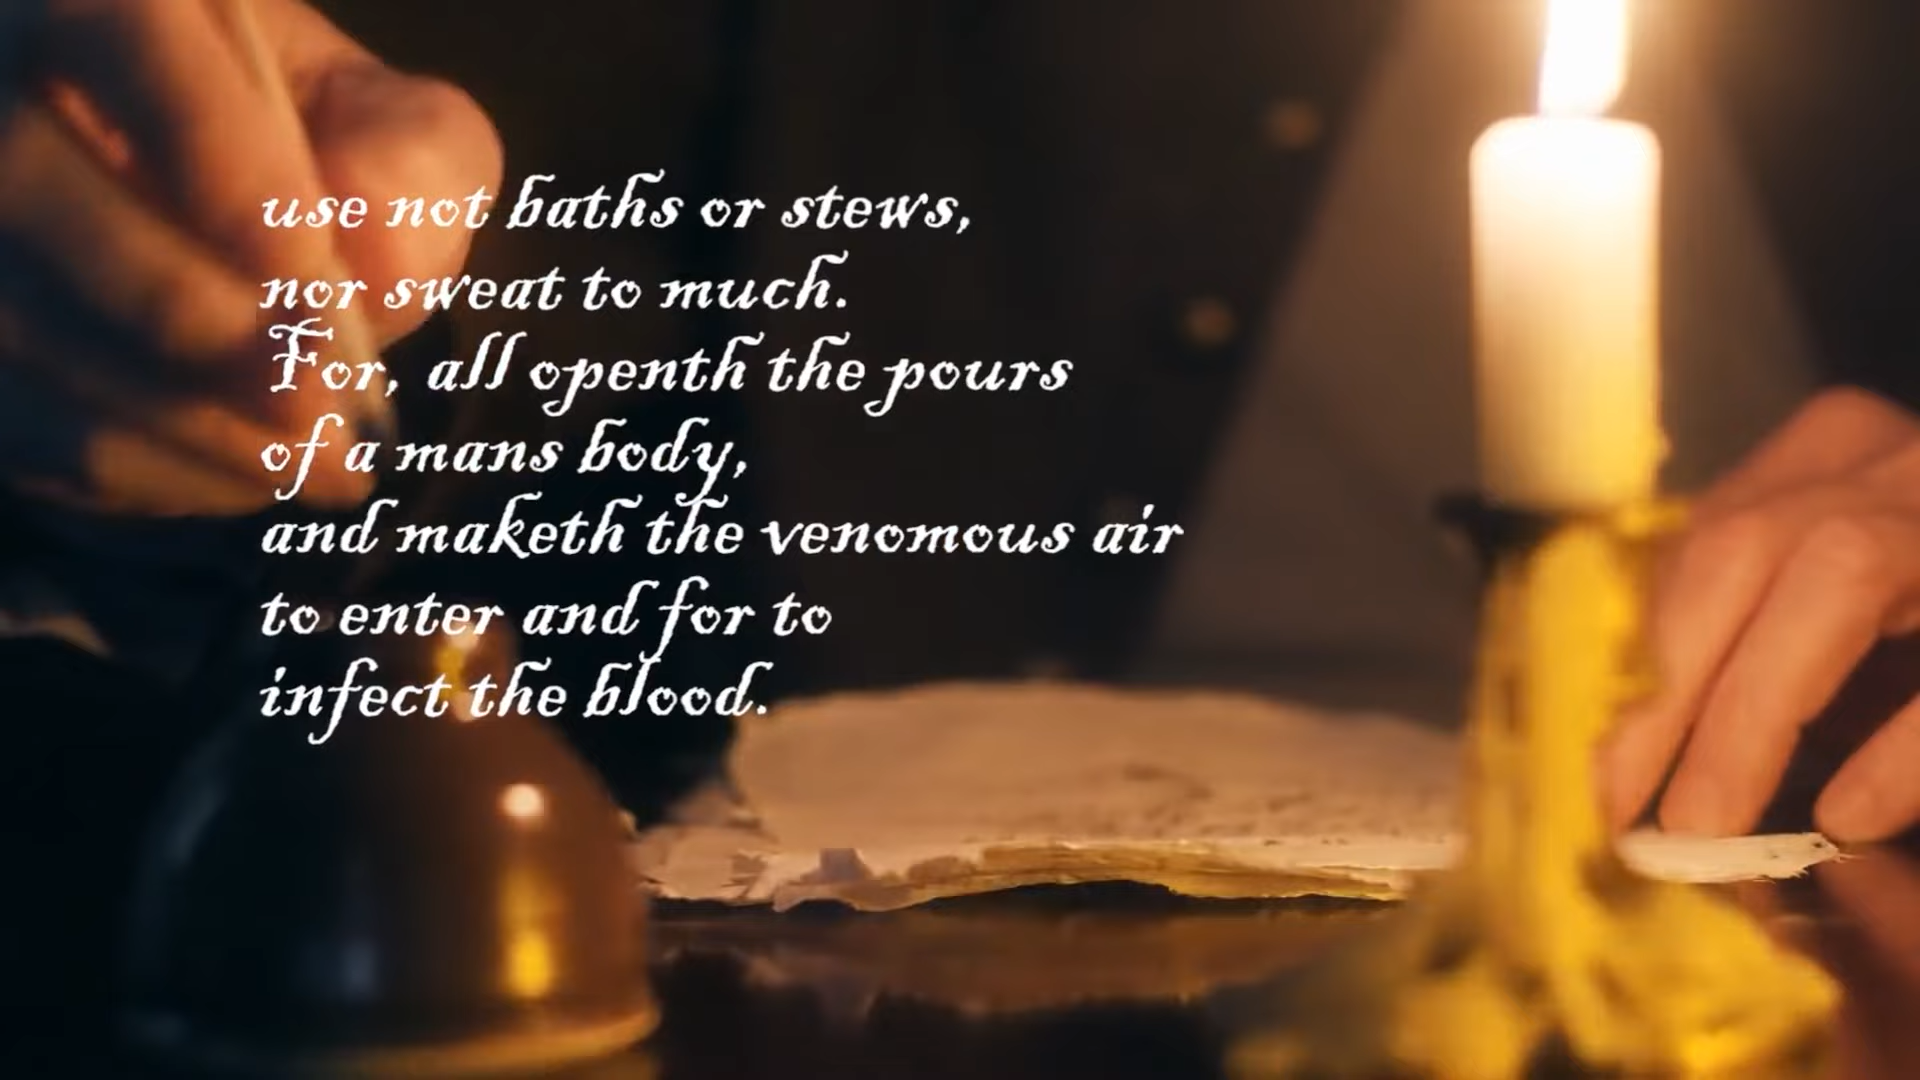 use not baths or stews,
nor sweat to much.
For, all openth the pours
of a mans body,
and maketh the venomous air
to enter and for to
infect the blood.